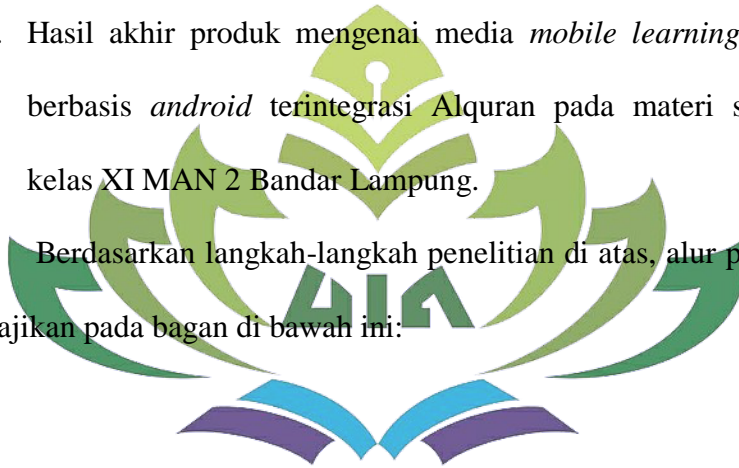 . Hasil akhir produk mengenai media mobile learning
berbasis android terintegrasi Alquran pada materi s
kelas XI MAN 2 Bandar Lampung.
Berdasarkan langkah-langkah penelitian di atas, alur p
ajikan pada bagan di bawah ini:
UIN